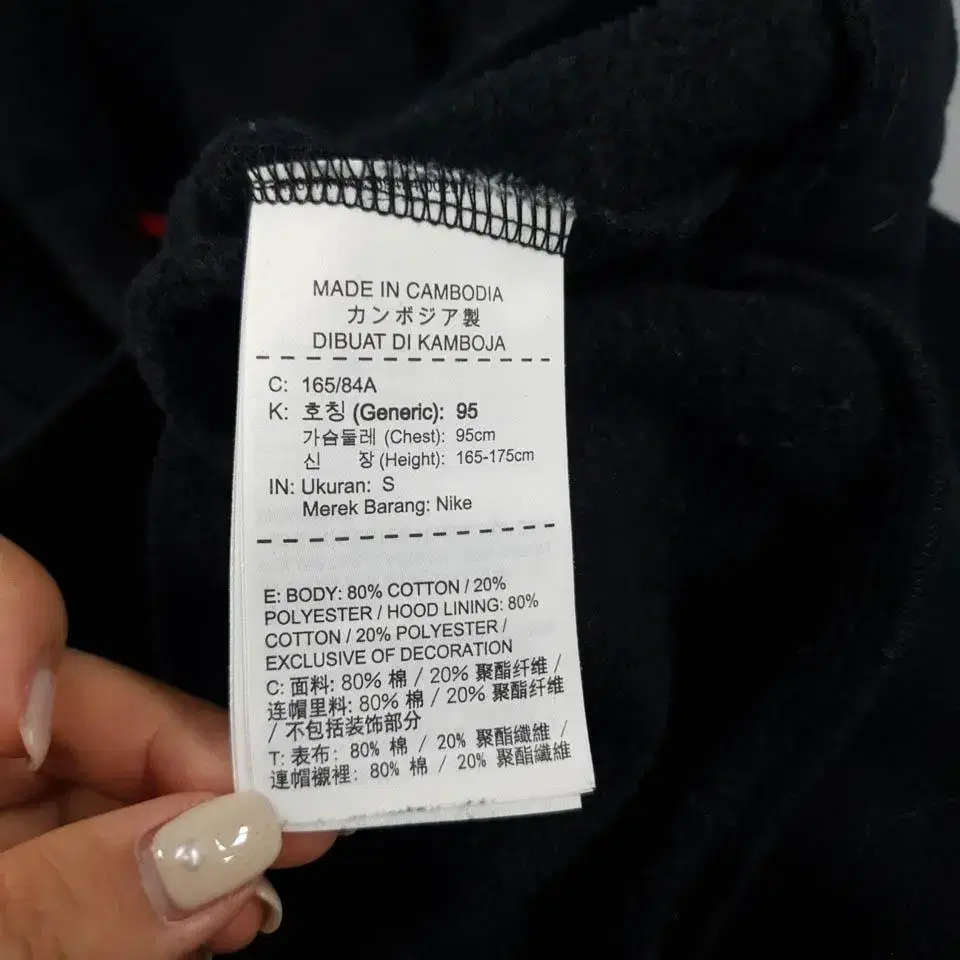 MADE IN CAMBODIA
カンボジア製
DIBUAT DI KAMBOJA
C: 165/84A
K: 호칭 (Generic): 95
가슴둘레 (Chest): 95cm
신 장 (Height): 165-175cm
IN: Ukuran: S
Merek Barang: Nike
E: BODY: 80% COTTON / 20%
POLYESTER / HOOD LINING: 80%
COTTON / 20% POLYESTER /
EXCLUSIVE OF DECORATION
C: 面料: 80% 棉 / 20% 聚酯纤维 /
连帽里料: 80% 棉 / 20% 聚酯纤维
/ 不包括装饰部分
T: 表布: 80% 棉 / 20% 聚酯纖維 /
連帽襯裡: 80% 棉 / 20% 聚酯纖維